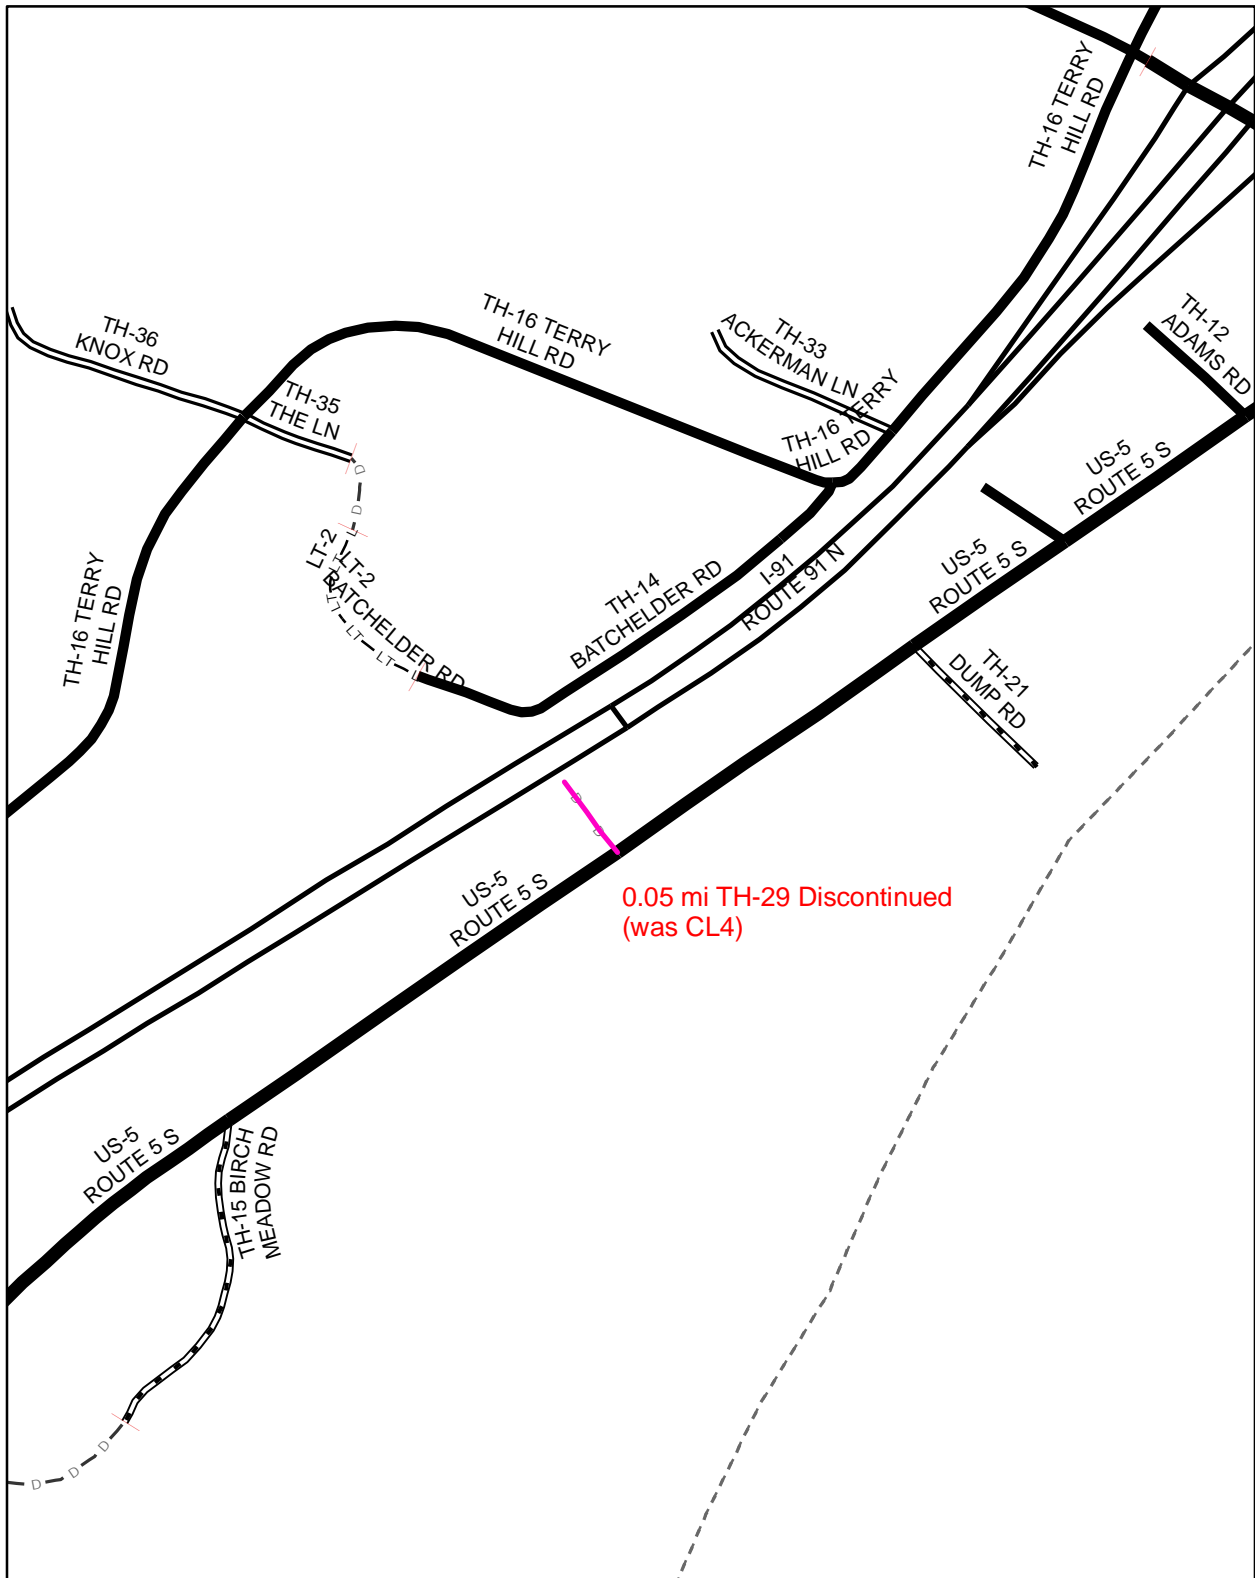 TH-16 TERRY
HILL RD
TH-36
KNOX RD
TH-35
THE LN
TH-16 TERRY
HILL RD
TH-33
ACKERMAN LN
TH-16 TERRY
HILL RD
TH-12
ADAMS RD
US-5
ROUTE 5 S
US-5
ROUTE 5 S
D
D
LT-2
LT-2
BATCHELDER RD
LT
LT
LT
TH-14
BATCHELDER RD
I-91
ROUTE 91 N
TH-16 TERRY
HILL RD
TH-21
DUMP RD
D
D
0.05 mi TH-29 Discontinued
(was CL4)
US-5
ROUTE 5 S
US-5
ROUTE 5 S
TH-15 BIRCH
MEADOW RD
D
D
D